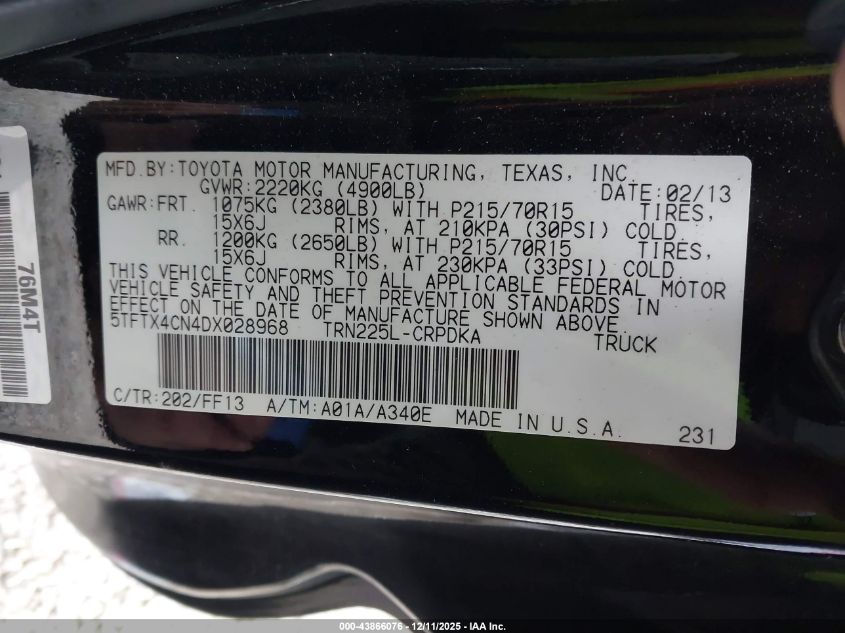 MFD.BY:TOYOTA MOTOR MANUFACTURING, TEXAS, INC.
GVWR:2220KG (4900LB) DATE:02/13
GAWR:FRT. 1075KG (2380LB) WITH P215/70R15 TIRES,
15X6J RIMS, AT 210KPA (30PSI) COLD
RR. 1200KG (2650LB) WITH P215/70R15 TIRES,
15X6J RIMS, AT 230KPA (33PSI) COLD
THIS VEHICLE CONFORMS TO ALL APPLICABLE FEDERAL MOTOR
VEHICLE SAFETY AND THEFT PREVENTION STANDARDS IN
EFFECT ON THE DATE OF MANUFACTURE SHOWN ABOVE.
5TFTX4CN4DX028968 TRN225L-CRPDKA TRUCK
C/TR:202/FF13 A/TM:A01A/A340E MADE IN U.S.A.
231
76M4T
000-43866076 - 12/11/2025 - IAA Inc.